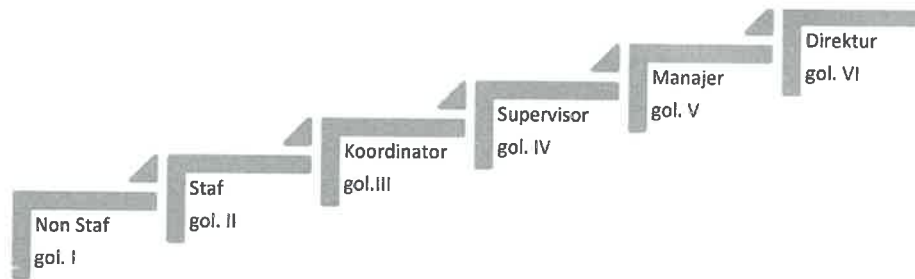 Non Staf
gol. I
Staf
gol. II
Koordinator
gol.III
Supervisor
gol. IV
Manajer
gol. V
Direktur
gol. VI